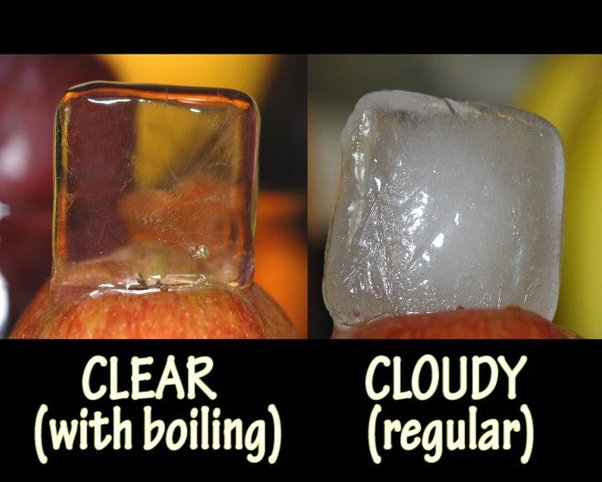 CLEAR
(with boiling)
CLOUDY
(regular)